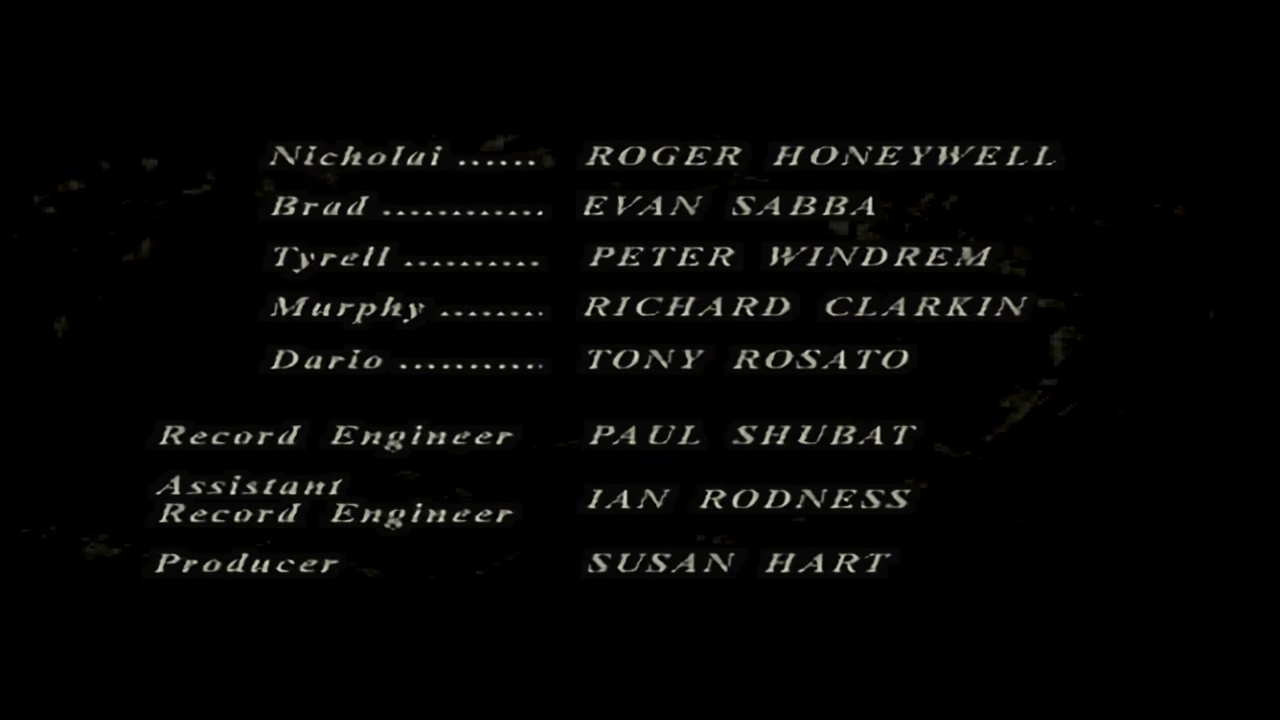 Nicholai ...... ROGER HONEYWELL
Brad ............ EVAN SABBA
Tyrell .......... PETER WINDREM
Murphy ........ RICHARD CLARKIN
Dario ........... TONY ROSATO
Record Engineer PAUL SHUBAT
Assistant
Record Engineer IAN RODNESS
Producer SUSAN HART